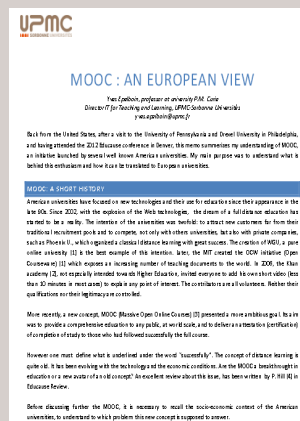 UPMC
SORBONNE UNIVERSITÉS
MOOC : AN EUROPEAN VIEW
Yves Epelboin, professor at university P.M. Curie
Director IT for Teaching and Learning, UPMC-Sorbonne Universités
yves.epelboin@upmc.fr
Back from the United States, after a visit to the University of Pennsylvania and Drexel University in Philadelphia,
and having attended the 2012 Educause conference in Denver, this memo summarises my understanding of MOOC,
an initiative launched by several well known American universities. My main purpose was to understand what is
behind this enthusiasm and how it can be translated to European universities.
MOOC: A SHORT HISTORY
American universities have focused on new technologies and their use for education since their appearance in the
late 90s. Since 2002, with the explosion of the Web technologies, the dream of a full distance education has
started to be a reality. The intention of the universities was twofold: to attract new customers far from their
traditional recruitment pools and to compete, not only with others universities, but also with private companies,
such as Phoenix U., which organized a classical distance learning with great success. The creation of WGU, a pure
online university [1] is the best example of this intention. Later, the MIT created the OCW initiative (Open
Courseware) [1] which exposes an increasing number of teaching documents to the world. In 2008, the Khan
academy [2], not especially intended towards Higher Education, invited everyone to add his own short video (less
than 10 minutes in most cases) to explain any point of interest. The contributors are all volunteers. Neither their
qualifications nor their legitimacy are controlled.
More recently, a new concept, MOOC (Massive Open Online Courses) [3] presented a more ambitious goal. Its aim
was to provide a comprehensive education to any public, at world scale, and to deliver an attestation (certification)
of completion of study to those who had followed successfully the full course.
However one must define what is underlined under the word "successfully". The concept of distance learning is
quite old. It has been evolving with the technology and the economic conditions. Are the MOOC a breakthrough in
education or a new avatar of an old concept? An excellent review about this issue, has been written by P. Hill [4] in
Educause Review.
Before discussing further the MOOC, it is necessary to recall the socio-economic context of the American
universities, to understand to which problem this new concept is supposed to answer.